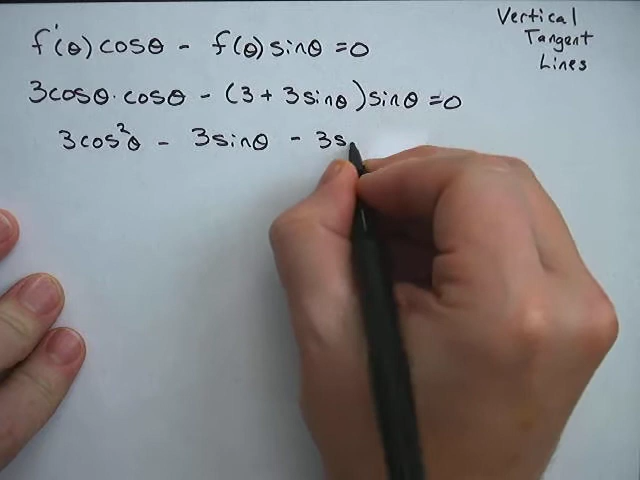 f'(θ)cosθ - f(θ)sinθ = 0
Vertical
Tangent
Lines
3cosθ·cosθ - (3 + 3sinθ)sinθ = 0
3cos²θ - 3sinθ - 3s